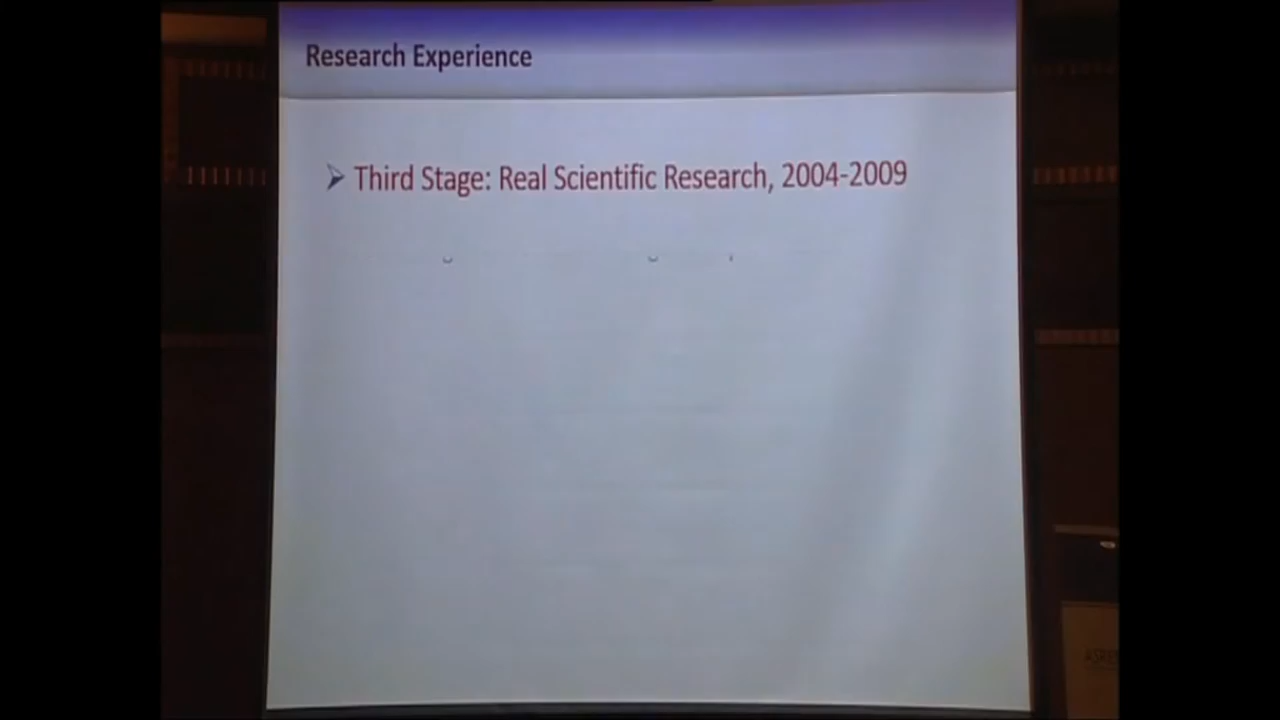 Research Experience
Third Stage: Real Scientific Research, 2004-2009